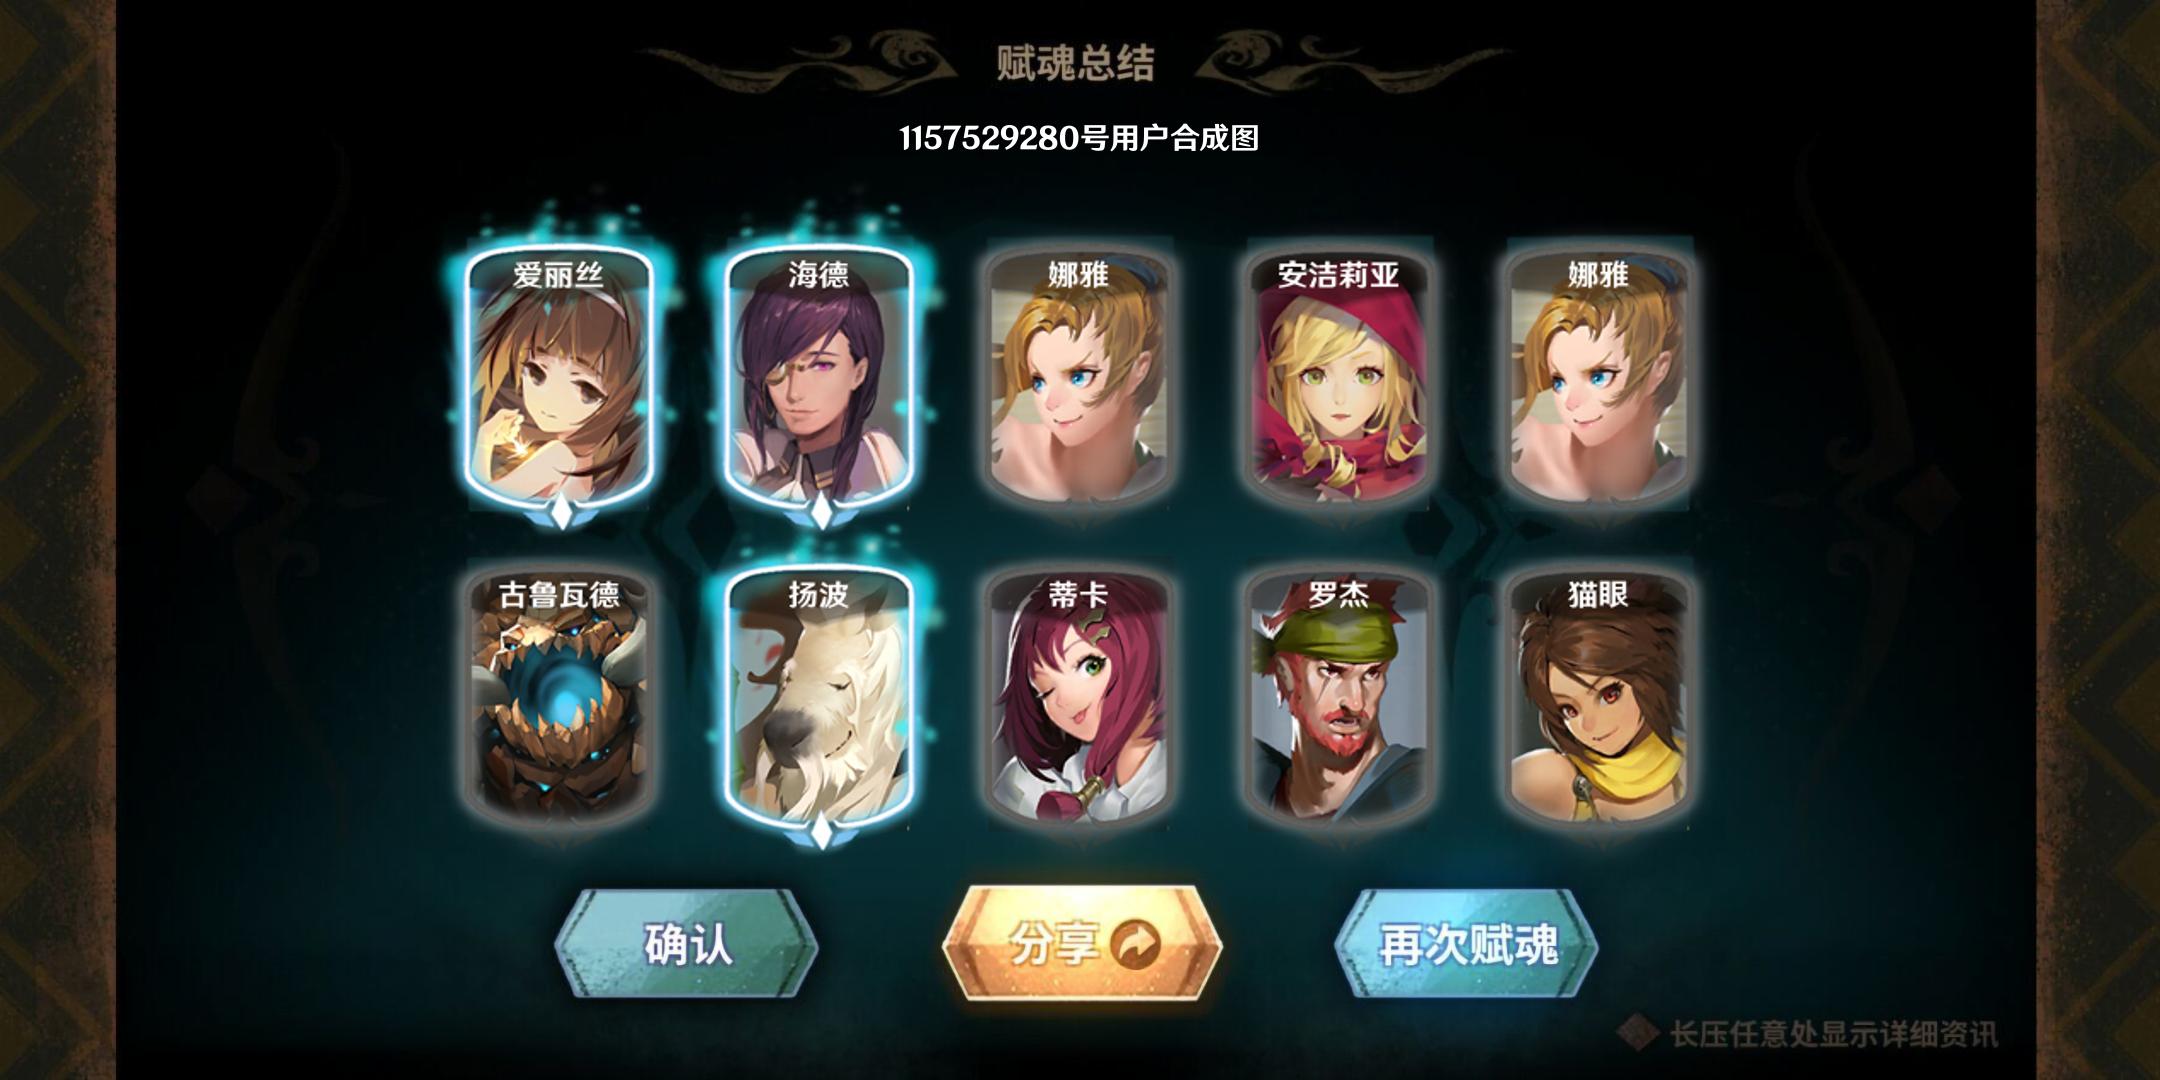 赋魂总结
1157529280号用户合成图
爱丽丝
海德
娜雅
安洁莉亚
娜雅
古鲁瓦德
扬波
蒂卡
罗杰
猫眼
确认
分享
再次赋魂
长压任意处显示详细资讯